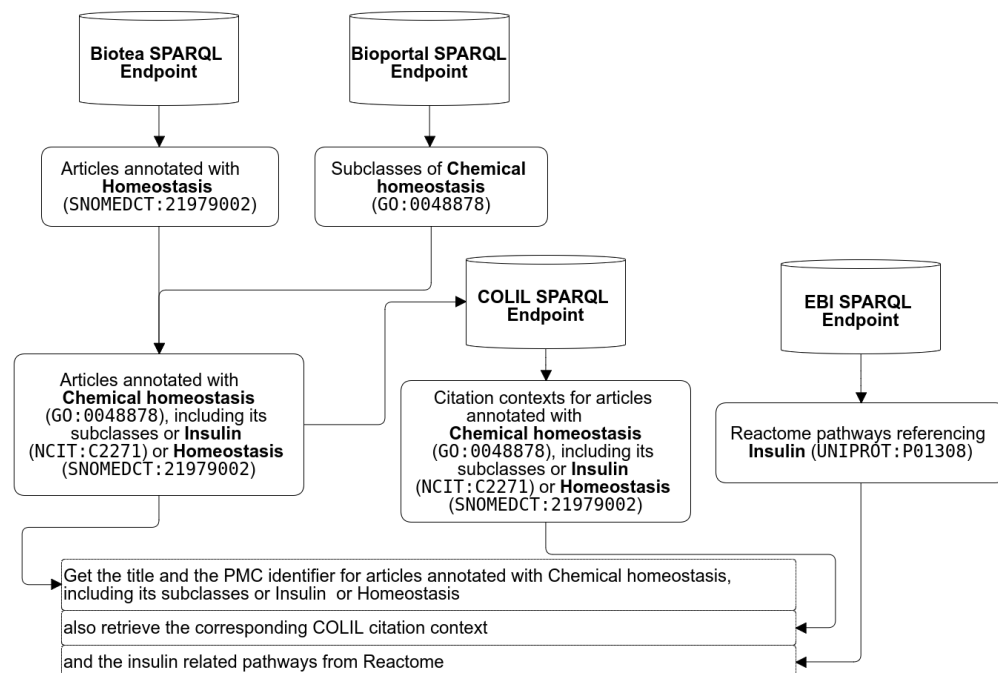 Biotea SPARQL
Endpoint
Bioportal SPARQL
Endpoint
Articles annotated with
Homeostasis
(SNOMEDCT:21979002)
Subclasses of Chemical
homeostasis
(GO:0048878)
COLIL SPARQL
Endpoint
EBI SPARQL
Endpoint
Articles annotated with
Chemical homeostasis
(GO:0048878), including its
subclasses or Insulin
(NCIT:C2271) or Homeostasis
(SNOMEDCT:21979002)
Citation contexts for articles
annotated with
Chemical homeostasis
(GO:0048878), including its
subclasses or Insulin
(NCIT:C2271) or Homeostasis
(SNOMEDCT:21979002)
Reactome pathways referencing
Insulin (UNIPROT:P01308)
Get the title and the PMC identifier for articles annotated with Chemical homeostasis,
including its subclasses or Insulin or Homeostasis
also retrieve the corresponding COLIL citation context
and the insulin related pathways from Reactome